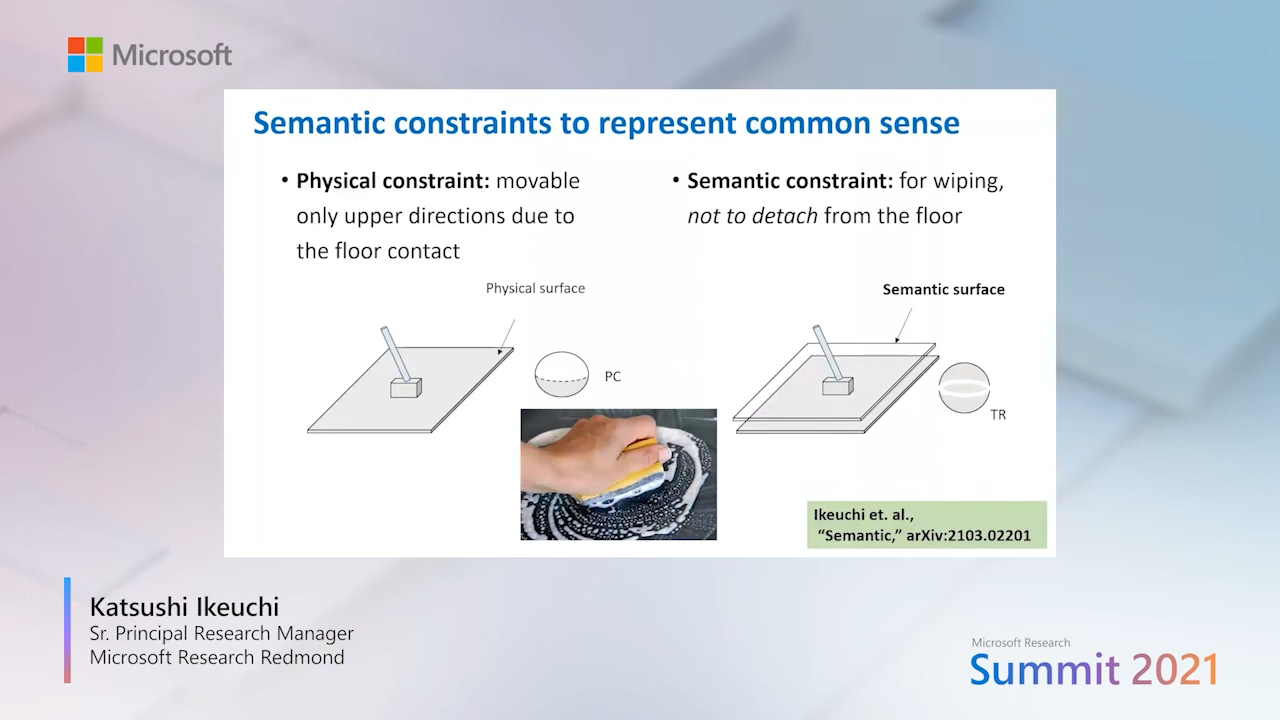 Microsoft
Semantic constraints to represent common sense
• Physical constraint: movable
only upper directions due to
the floor contact
• Semantic constraint: for wiping,
not to detach from the floor
Physical surface
PC
Semantic surface
TR
Ikeuchi et. al.,
“Semantic,” arXiv:2103.02201
Katsushi Ikeuchi
Sr. Principal Research Manager
Microsoft Research Redmond
Microsoft Research
Summit 2021